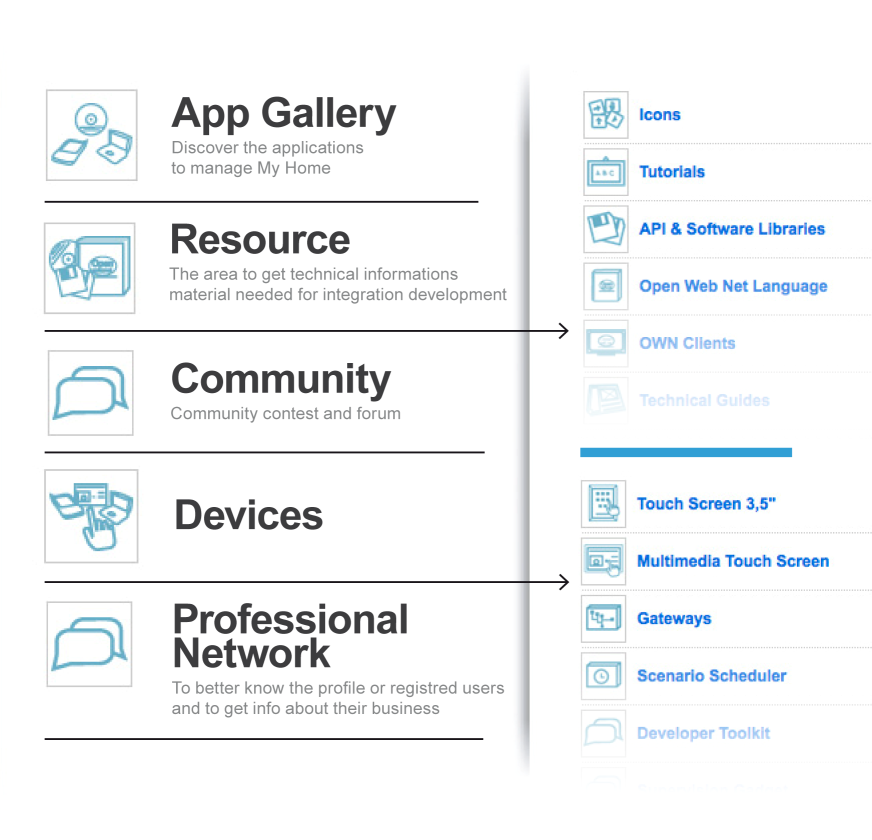 App Gallery
Discover the applications
to manage My Home
Resource
The area to get technical informations
material needed for integration development
Community
Community contest and forum
Devices
Professional
Network
To better know the profile or registred users
and to get info about their business
Icons
A B C
Tutorials
API & Software Libraries
Open Web Net Language
OWN Clients
Technical Guides
Touch Screen 3,5"
Multimedia Touch Screen
Gateways
Scenario Scheduler
Developer Toolkit